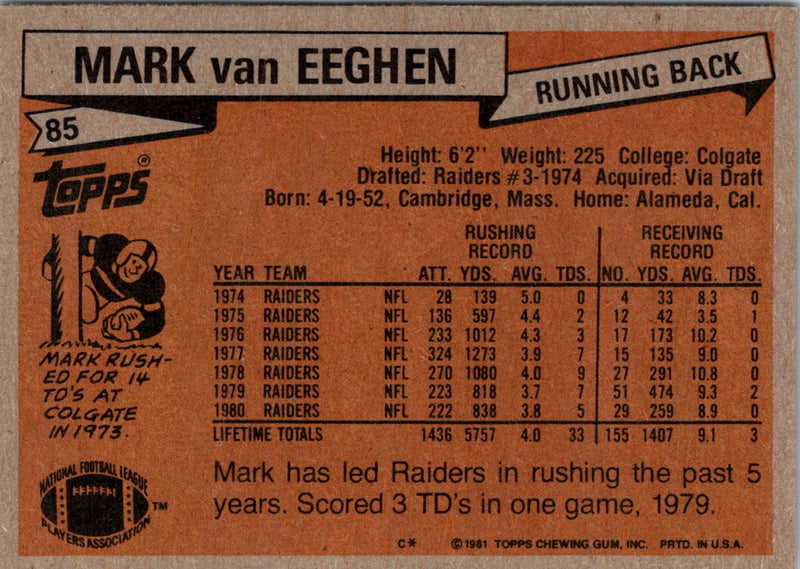 MARK van EEGHEN
RUNNING BACK
85
Topps®
Height: 6'2'' Weight: 225 College: Colgate
Drafted: Raiders #3-1974 Acquired: Via Draft
Born: 4-19-52, Cambridge, Mass. Home: Alameda, Cal.
RUSHING RECEIVING
RECORD RECORD
YEAR TEAM ATT. YDS. AVG. TDS. NO. YDS. AVG. TDS.
1974 RAIDERS NFL 28 139 5.0 0 4 33 8.3 0
1975 RAIDERS NFL 136 597 4.4 2 12 42 3.5 1
1976 RAIDERS NFL 233 1012 4.3 3 17 173 10.2 0
1977 RAIDERS NFL 324 1273 3.9 7 15 135 9.0 0
1978 RAIDERS NFL 270 1080 4.0 9 27 291 10.8 0
1979 RAIDERS NFL 223 818 3.7 7 51 474 9.3 2
1980 RAIDERS NFL 222 838 3.8 5 29 259 8.9 0
LIFETIME TOTALS 1436 5757 4.0 33 155 1407 9.1 3
MARK RUSH-
ED FOR 14
TD'S AT
COLGATE
IN 1973.
Mark has led Raiders in rushing the past 5
years. Scored 3 TD's in one game, 1979.
NATIONAL FOOTBALL LEAGUE
PLAYERS ASSOCIATION
TM
C* ©1981 TOPPS CHEWING GUM, INC. PRTD. IN U.S.A.